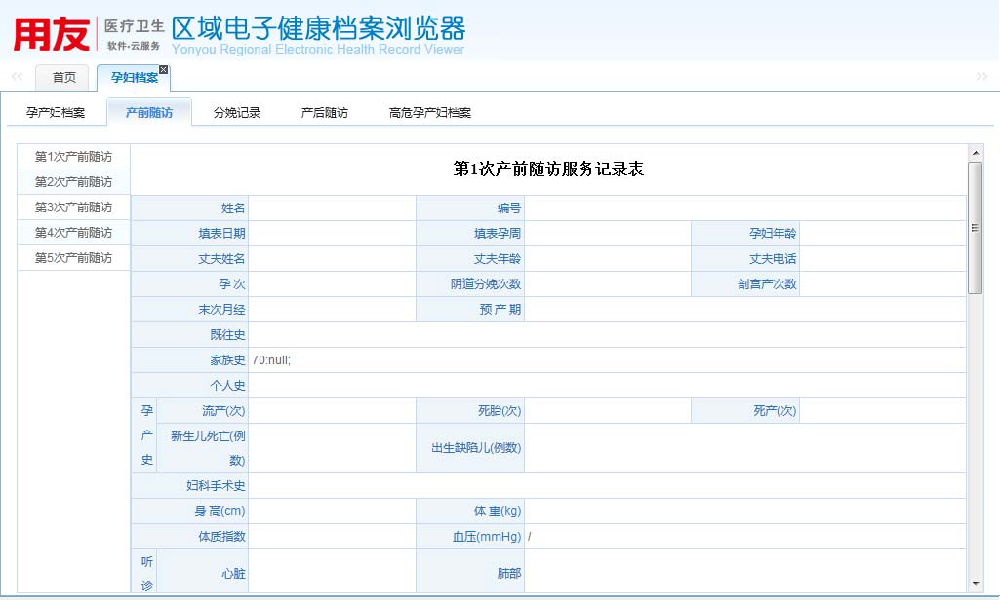 用友 医疗卫生 软件·云服务 区域电子健康档案浏览器
Yonyou Regional Electronic Health Record Viewer
首页 孕妇档案
孕产妇档案 产前随访 分娩记录 产后随访 高危孕产妇档案
第1次产前随访
第2次产前随访
第3次产前随访
第4次产前随访
第5次产前随访
第1次产前随访服务记录表
姓名 编号
填表日期 填表孕周 孕妇年龄
丈夫姓名 丈夫年龄 丈夫电话
孕 次 阴道分娩次数 剖宫产次数
末次月经 预 产 期
既往史
家族史 70:null;
个人史
孕产史 流产(次) 死胎(次) 死产(次)
新生儿死亡(例数) 出生缺陷儿(例数)
妇科手术史
身 高(cm) 体 重(kg)
体质指数 血压(mmHg) /
听诊 心脏 肺部